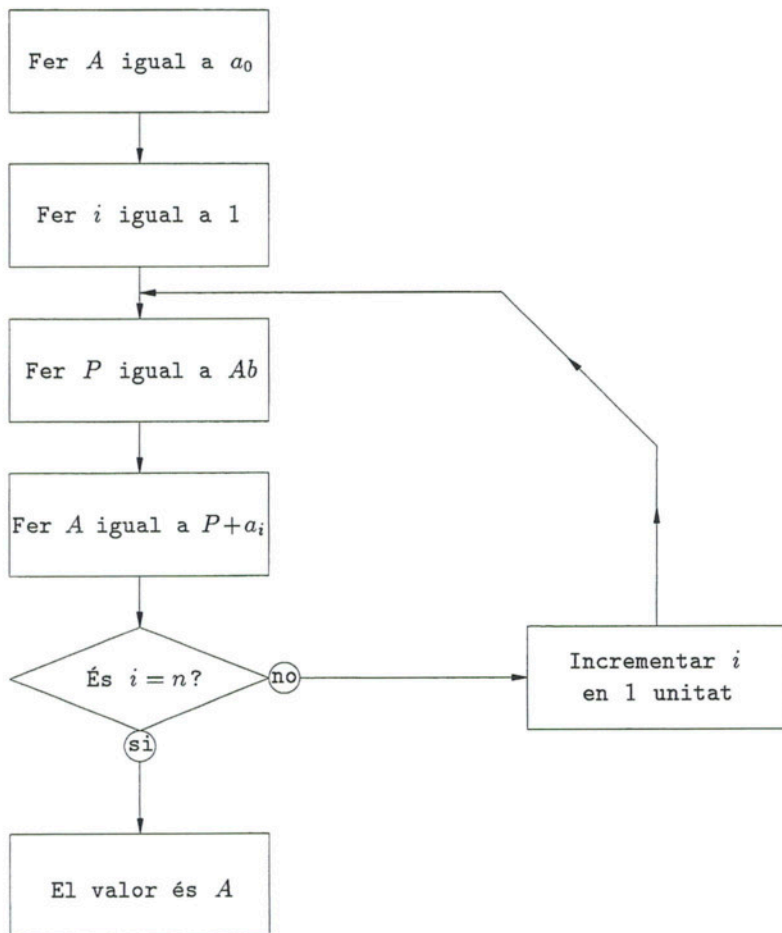 Fer A igual a a₀
Fer i igual a 1
Fer P igual a Ab
Fer A igual a P+aᵢ
És i = n?
no
Incrementar i
en 1 unitat
si
El valor és A